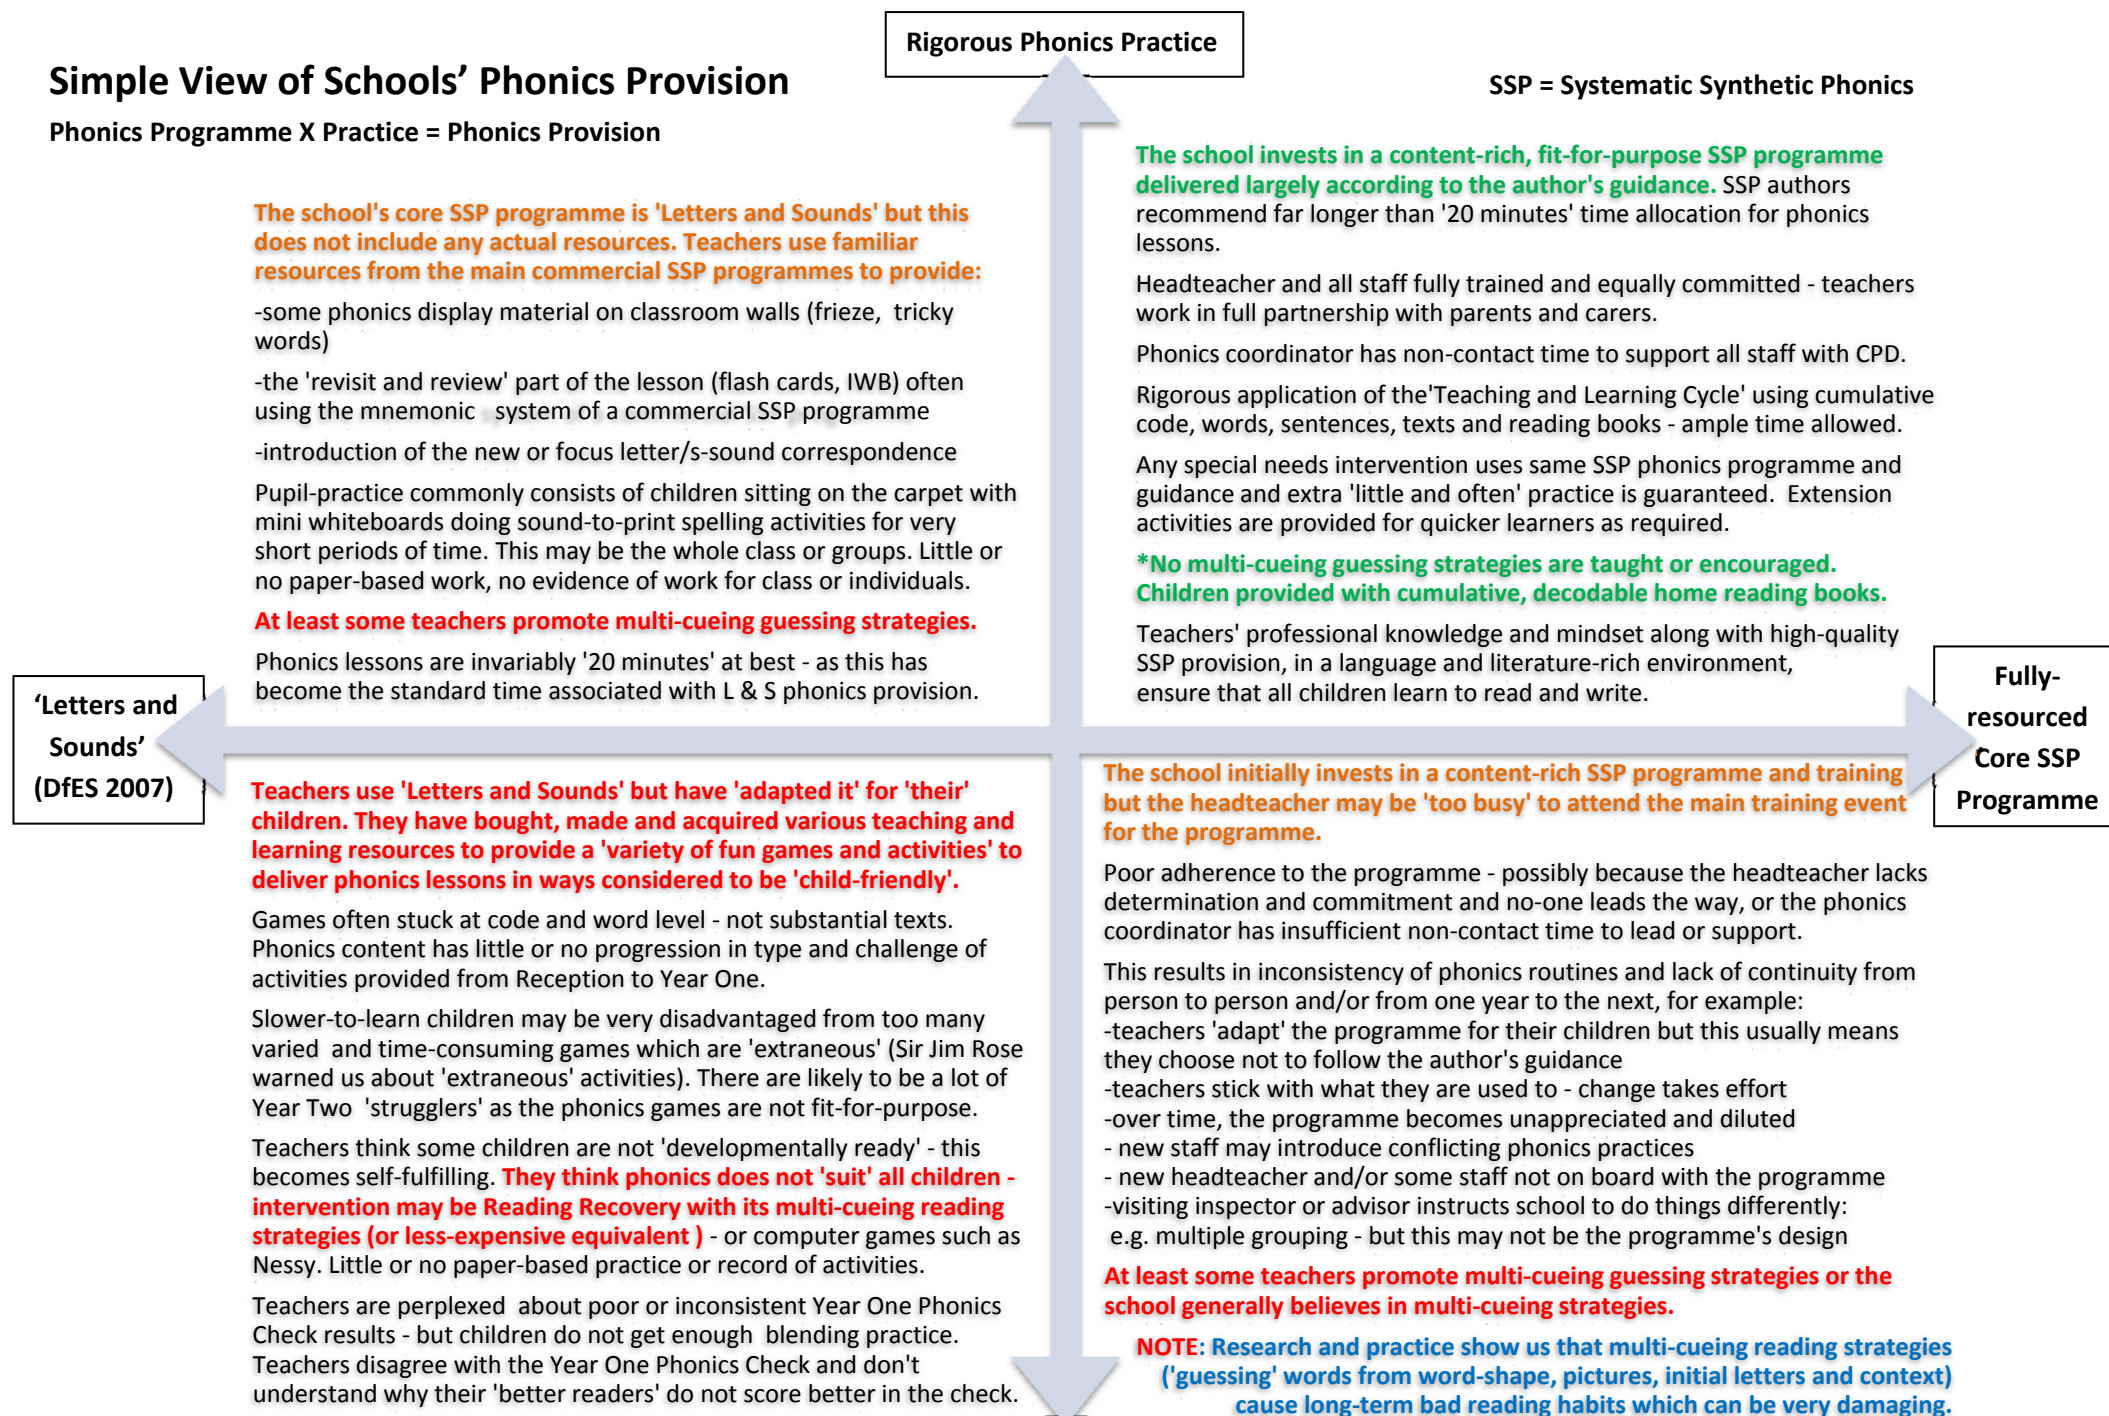 Rigorous Phonics Practice
Simple View of Schools’ Phonics Provision
SSP = Systematic Synthetic Phonics
Phonics Programme X Practice = Phonics Provision
The school's core SSP programme is 'Letters and Sounds' but this
does not include any actual resources. Teachers use familiar
resources from the main commercial SSP programmes to provide:
-some phonics display material on classroom walls (frieze, tricky
words)
-the 'revisit and review' part of the lesson (flash cards, IWB) often
using the mnemonic system of a commercial SSP programme
-introduction of the new or focus letter/s-sound correspondence
Pupil-practice commonly consists of children sitting on the carpet with
mini whiteboards doing sound-to-print spelling activities for very
short periods of time. This may be the whole class or groups. Little or
no paper-based work, no evidence of work for class or individuals.
At least some teachers promote multi-cueing guessing strategies.
Phonics lessons are invariably '20 minutes' at best - as this has
become the standard time associated with L & S phonics provision.
The school invests in a content-rich, fit-for-purpose SSP programme
delivered largely according to the author's guidance. SSP authors
recommend far longer than '20 minutes' time allocation for phonics
lessons.
Headteacher and all staff fully trained and equally committed - teachers
work in full partnership with parents and carers.
Phonics coordinator has non-contact time to support all staff with CPD.
Rigorous application of the'Teaching and Learning Cycle' using cumulative
code, words, sentences, texts and reading books - ample time allowed.
Any special needs intervention uses same SSP phonics programme and
guidance and extra 'little and often' practice is guaranteed. Extension
activities are provided for quicker learners as required.
*No multi-cueing guessing strategies are taught or encouraged.
Children provided with cumulative, decodable home reading books.
Teachers' professional knowledge and mindset along with high-quality
SSP provision, in a language and literature-rich environment,
ensure that all children learn to read and write.
‘Letters and
Sounds’
(DfES 2007)
Fully-
resourced
Core SSP
Programme
Teachers use 'Letters and Sounds' but have 'adapted it' for 'their'
children. They have bought, made and acquired various teaching and
learning resources to provide a 'variety of fun games and activities' to
deliver phonics lessons in ways considered to be 'child-friendly'.
Games often stuck at code and word level - not substantial texts.
Phonics content has little or no progression in type and challenge of
activities provided from Reception to Year One.
Slower-to-learn children may be very disadvantaged from too many
varied and time-consuming games which are 'extraneous' (Sir Jim Rose
warned us about 'extraneous' activities). There are likely to be a lot of
Year Two 'strugglers' as the phonics games are not fit-for-purpose.
Teachers think some children are not 'developmentally ready' - this
becomes self-fulfilling. They think phonics does not 'suit' all children -
intervention may be Reading Recovery with its multi-cueing reading
strategies (or less-expensive equivalent ) - or computer games such as
Nessy. Little or no paper-based practice or record of activities.
Teachers are perplexed about poor or inconsistent Year One Phonics
Check results - but children do not get enough blending practice.
Teachers disagree with the Year One Phonics Check and don't
understand why their 'better readers' do not score better in the check.
The school initially invests in a content-rich SSP programme and training
but the headteacher may be 'too busy' to attend the main training event
for the programme.
Poor adherence to the programme - possibly because the headteacher lacks
determination and commitment and no-one leads the way, or the phonics
coordinator has insufficient non-contact time to lead or support.
This results in inconsistency of phonics routines and lack of continuity from
person to person and/or from one year to the next, for example:
-teachers 'adapt' the programme for their children but this usually means
they choose not to follow the author's guidance
-teachers stick with what they are used to - change takes effort
-over time, the programme becomes unappreciated and diluted
- new staff may introduce conflicting phonics practices
- new headteacher and/or some staff not on board with the programme
-visiting inspector or advisor instructs school to do things differently:
e.g. multiple grouping - but this may not be the programme's design
At least some teachers promote multi-cueing guessing strategies or the
school generally believes in multi-cueing strategies.
NOTE: Research and practice show us that multi-cueing reading strategies
('guessing' words from word-shape, pictures, initial letters and context)
cause long-term bad reading habits which can be very damaging.